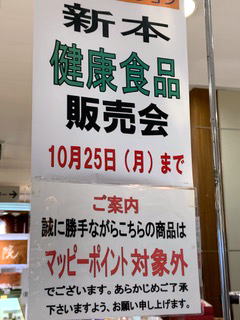 新本
健康食品
販売会
10月25日（月）まで
ご案内
誠に勝手ながらこちらの商品は
マッピーポイント対象外
でございます。あらかじめご了承
下さいますよう、お願い申し上げます。
院